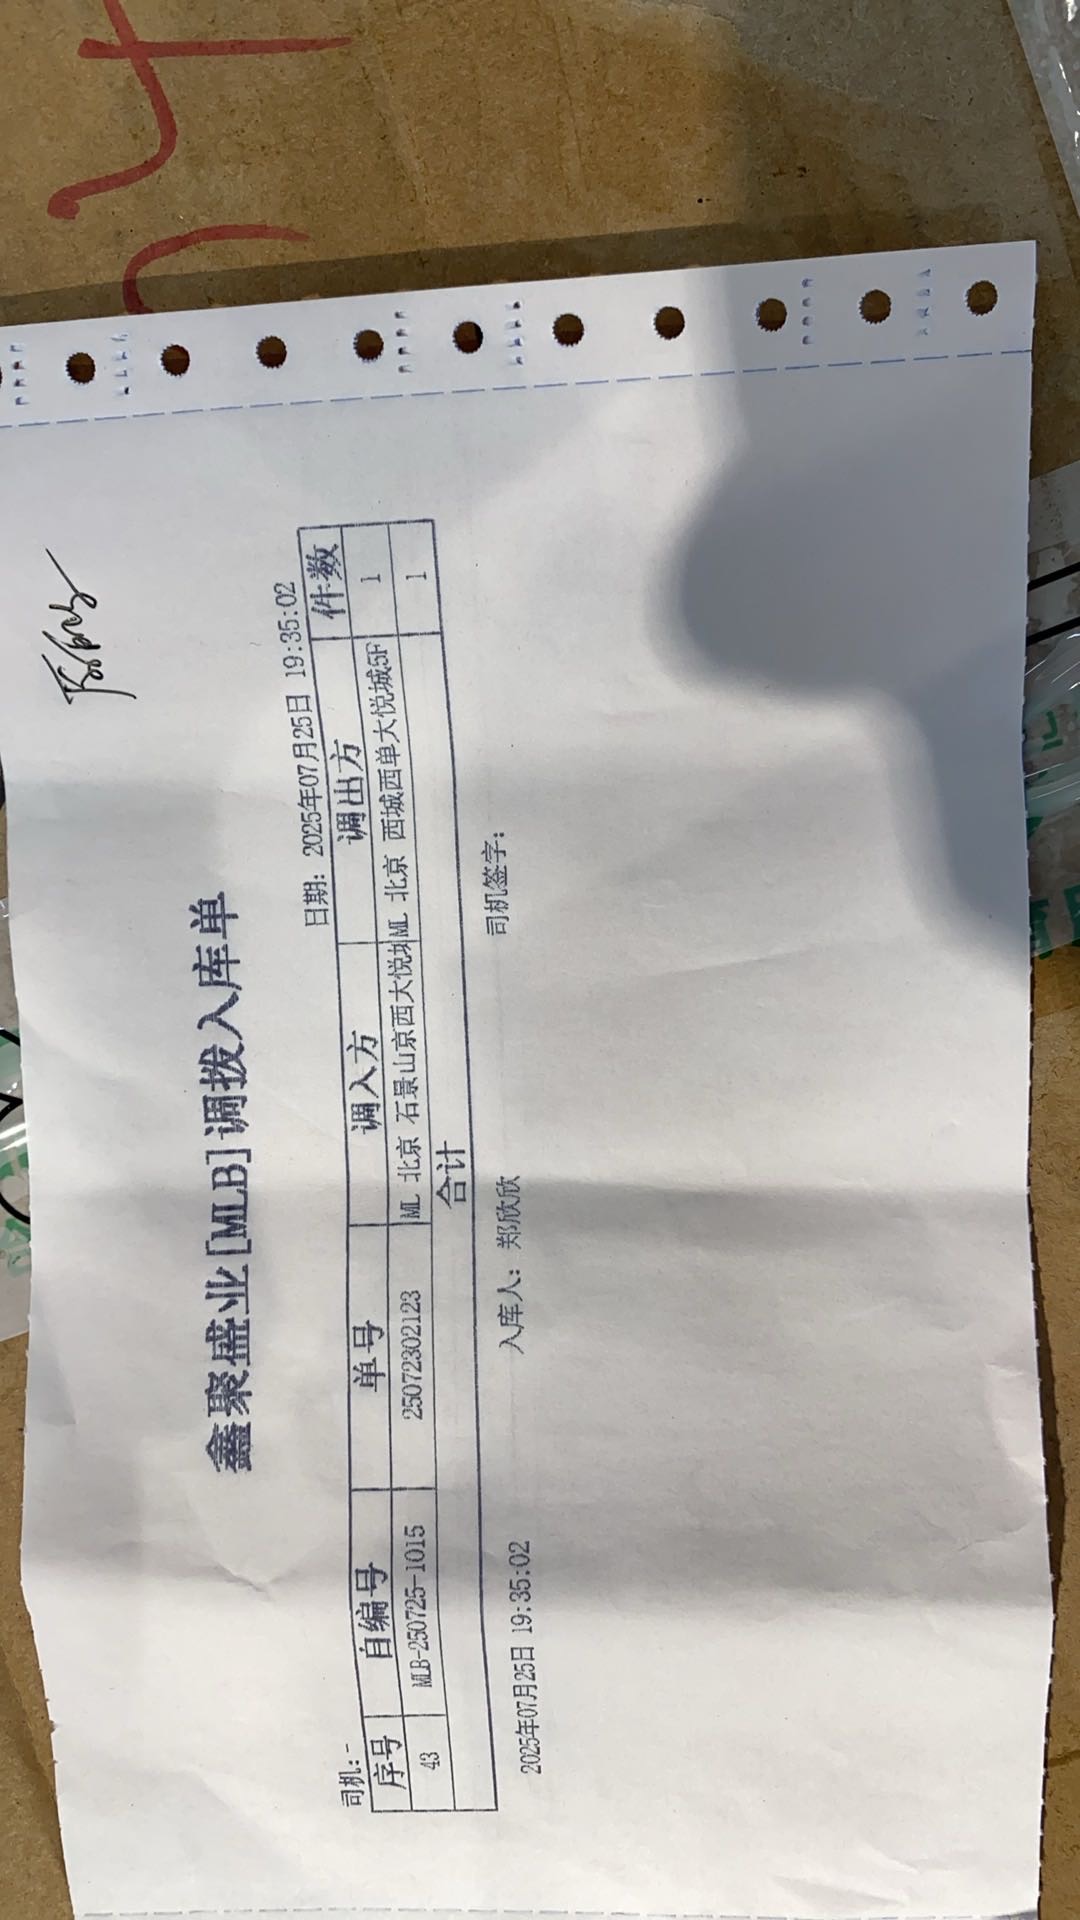 鑫聚盛业[MLB]调拨入库单
司机:- 日期: 2025年07月25日 19:35:02
序号 自编号 单号 调入方 调出方 件数
43 MLB-250725-1015 25072302123 ML 北京 石景山京西大悦城 ML 北京 西城西单大悦城5F 1
合计 1
2025年07月25日 19:35:02 入库人: 郑欣欣 司机签字: